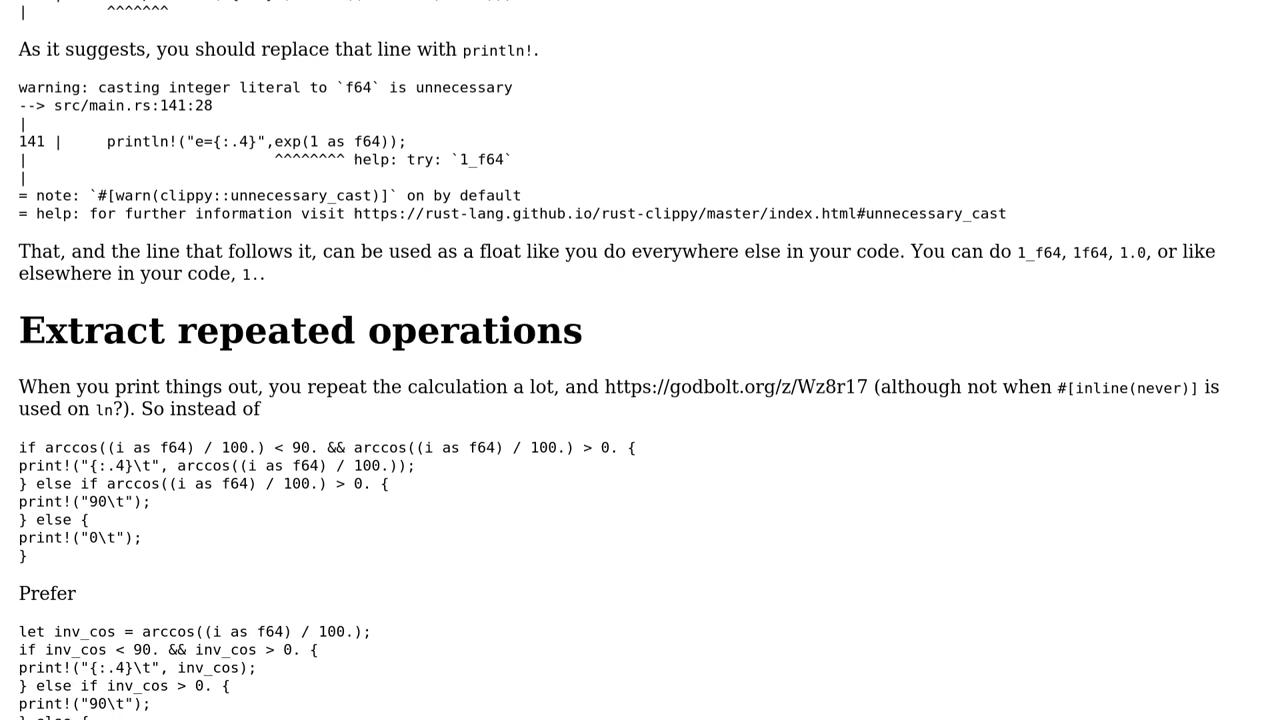 |         ^^^^^^^
As it suggests, you should replace that line with println!.
warning: casting integer literal to `f64` is unnecessary
--> src/main.rs:141:28
|
141 |     println!("e={:.4}",exp(1 as f64));
|                            ^^^^^^^^ help: try: `1_f64`
|
= note: `#[warn(clippy::unnecessary_cast)]` on by default
= help: for further information visit https://rust-lang.github.io/rust-clippy/master/index.html#unnecessary_cast
That, and the line that follows it, can be used as a float like you do everywhere else in your code. You can do 1_f64, 1f64, 1.0, or like
elsewhere in your code, 1..
Extract repeated operations
When you print things out, you repeat the calculation a lot, and https://godbolt.org/z/Wz8r17 (although not when #[inline(never)] is
used on ln?). So instead of
if arccos((i as f64) / 100.) < 90. && arccos((i as f64) / 100.) > 0. {
print!("{:.4}\t", arccos((i as f64) / 100.));
} else if arccos((i as f64) / 100.) > 0. {
print!("90\t");
} else {
print!("0\t");
}
Prefer
let inv_cos = arccos((i as f64) / 100.);
if inv_cos < 90. && inv_cos > 0. {
print!("{:.4}\t", inv_cos);
} else if inv_cos > 0. {
print!("90\t");
} else {